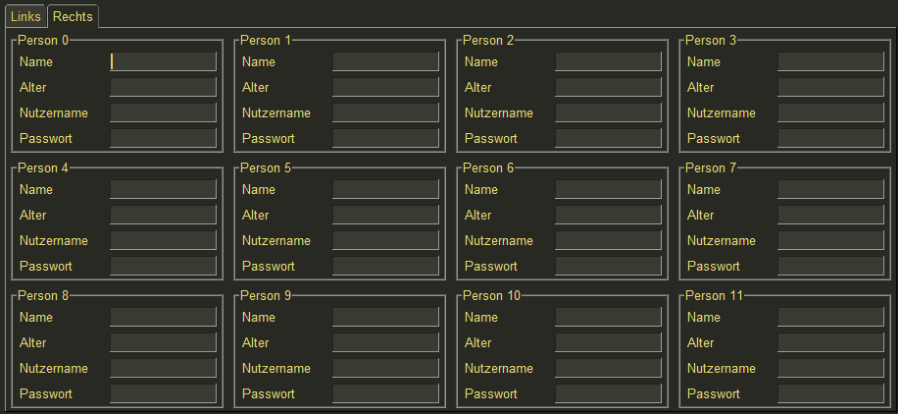 Links Rechts
Person 0 Person 1 Person 2 Person 3
Name Name Name Name
Alter Alter Alter Alter
Nutzername Nutzername Nutzername Nutzername
Passwort Passwort Passwort Passwort
Person 4 Person 5 Person 6 Person 7
Name Name Name Name
Alter Alter Alter Alter
Nutzername Nutzername Nutzername Nutzername
Passwort Passwort Passwort Passwort
Person 8 Person 9 Person 10 Person 11
Name Name Name Name
Alter Alter Alter Alter
Nutzername Nutzername Nutzername Nutzername
Passwort Passwort Passwort Passwort